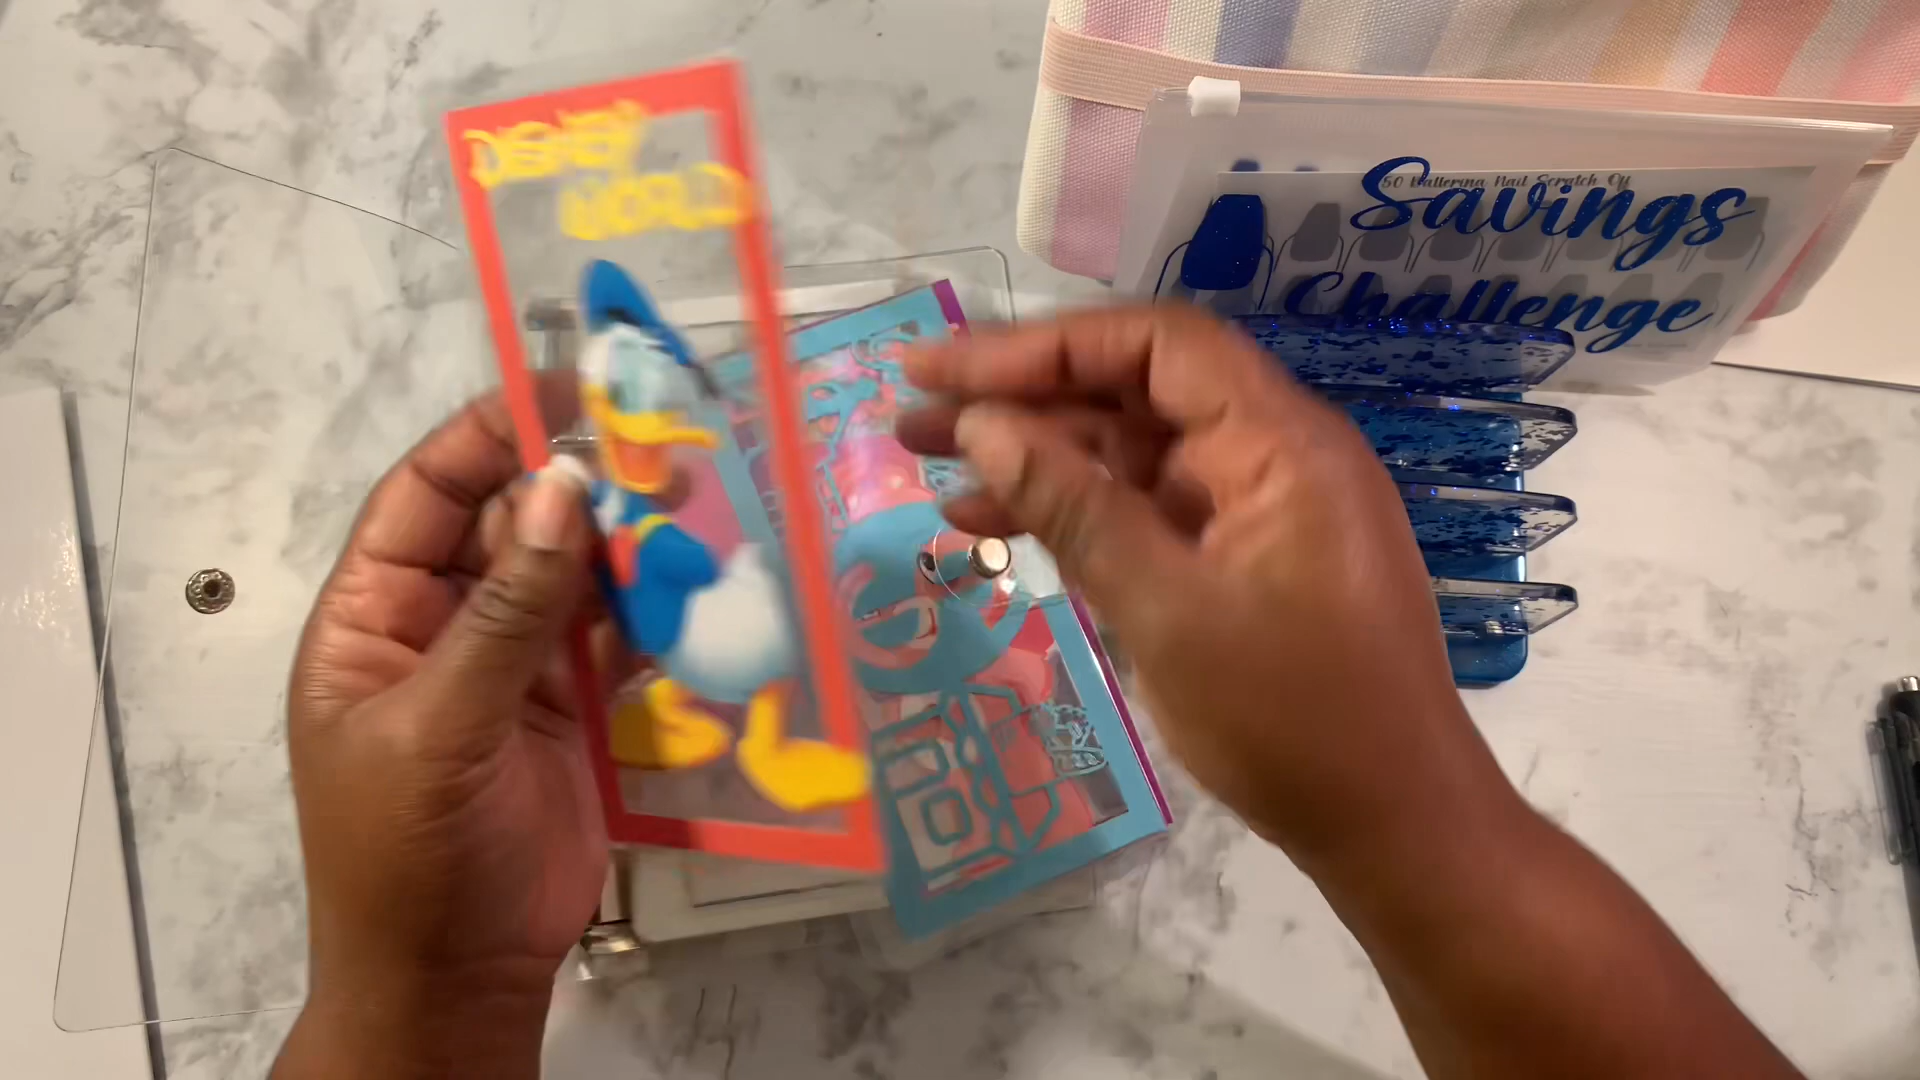 DISNEY
WORLD
50 Ballerina Nail Scratch Off
Savings
Challenge